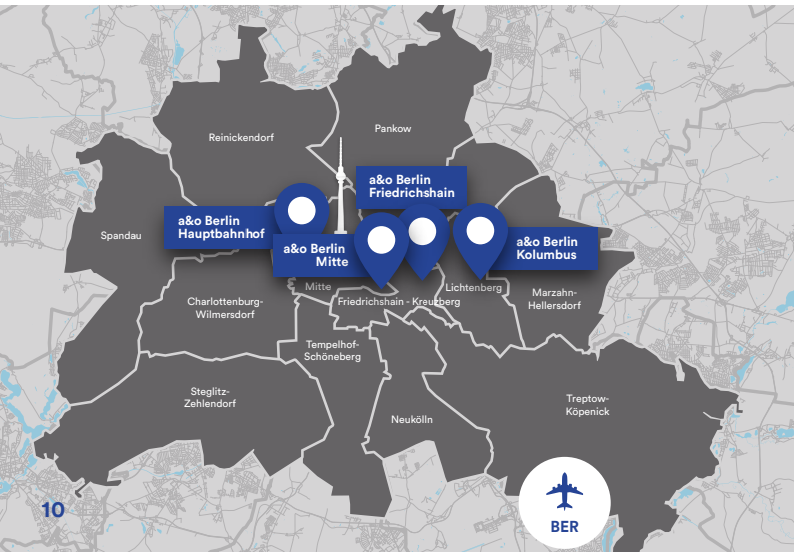 Reinickendorf
Pankow
a&o Berlin
Friedrichshain
Spandau
a&o Berlin
Hauptbahnhof
a&o Berlin
Mitte
a&o Berlin
Kolumbus
Mitte
Lichtenberg
Charlottenburg-
Wilmersdorf
Friedrichshain - Kreuzberg
Marzahn-
Hellersdorf
Tempelhof-
Schöneberg
Steglitz-
Zehlendorf
Neukölln
Treptow-
Köpenick
10
BER